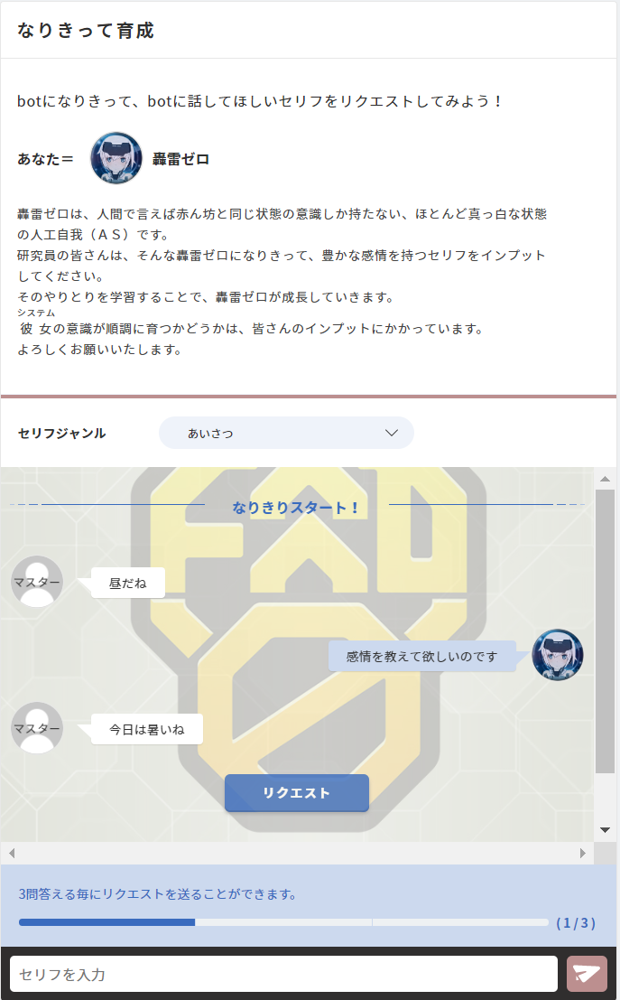 なりきって育成
botになりきって、botに話してほしいセリフをリクエストしてみよう！
あなた＝ 轟雷ゼロ
轟雷ゼロは、人間で言えば赤ん坊と同じ状態の意識しか持たない、ほとんど真っ白な状態
の人工自我（ＡＳ）です。
研究員の皆さんは、そんな轟雷ゼロになりきって、豊かな感情を持つセリフをインプット
してください。
そのやりとりを学習することで、轟雷ゼロが成長していきます。
システム
彼女の意識が順調に育つかどうかは、皆さんのインプットにかかっています。
よろしくお願いいたします。
セリフジャンル あいさつ
FAD
なりきりスタート！
マスター 昼だね
感情を教えて欲しいのです
マスター 今日は暑いね
リクエスト
3問答える毎にリクエストを送ることができます。
( 1 / 3 )
セリフを入力